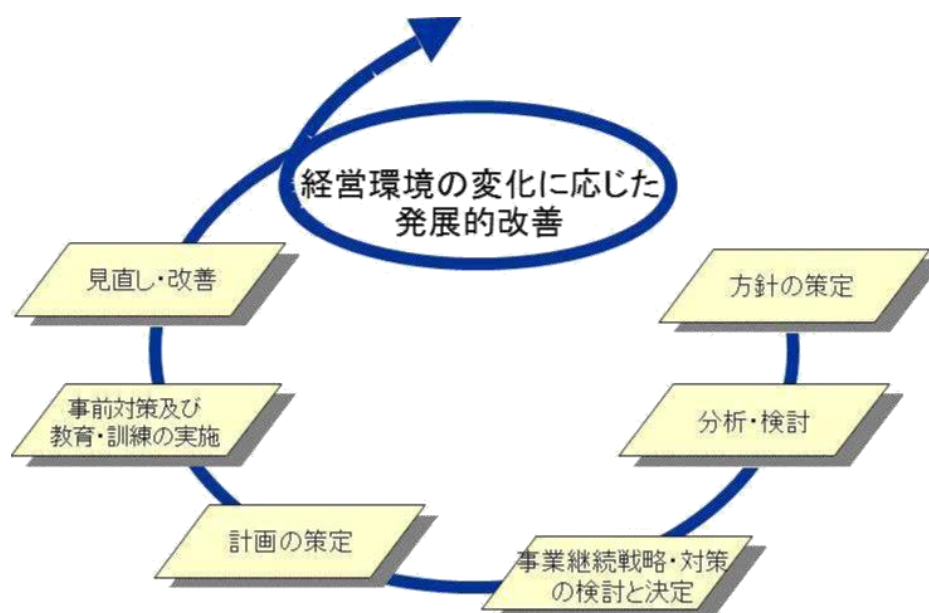 経営環境の変化に応じた
発展的改善
方針の策定
分析・検討
事業継続戦略・対策
の検討と決定
計画の策定
事前対策及び
教育・訓練の実施
見直し・改善